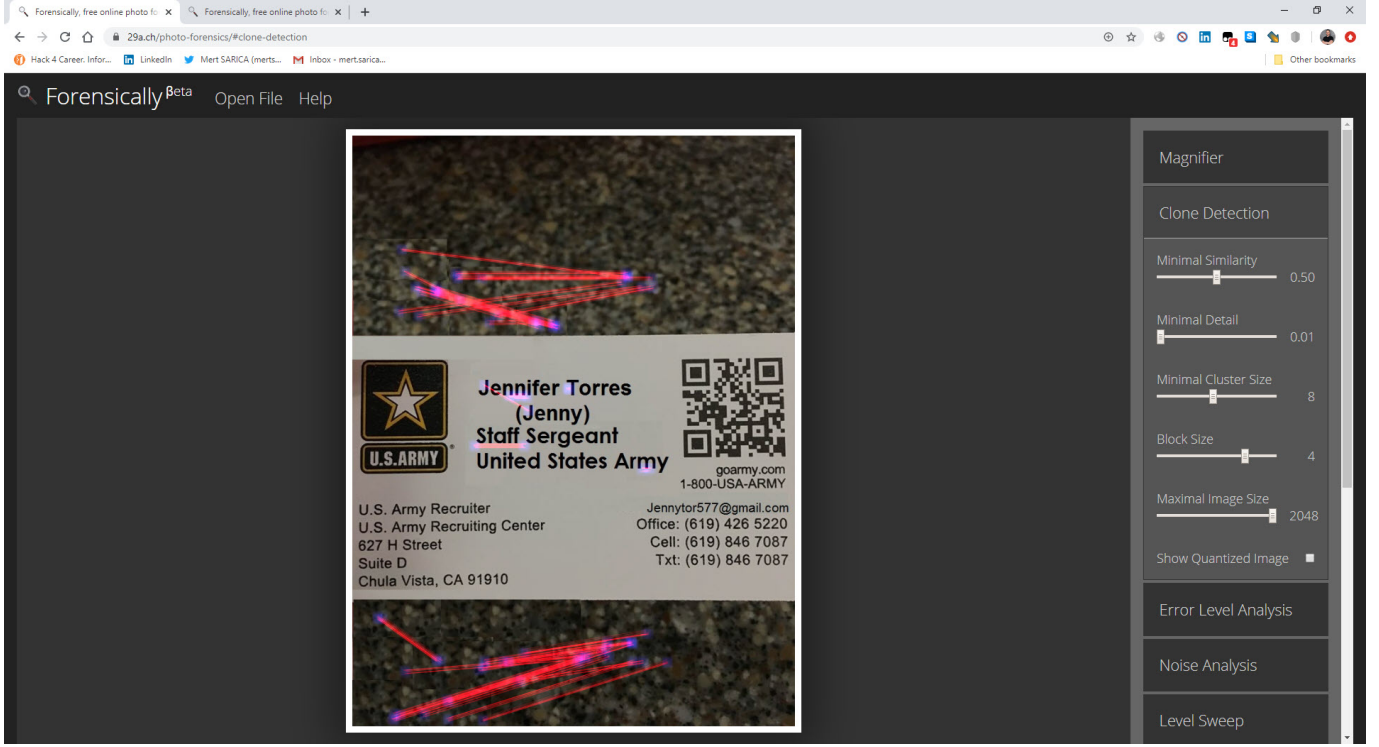 Forensically, free online photo fo
Forensically, free online photo fo
29a.ch/photo-forensics/#clone-detection
Hack 4 Career. Infor...
LinkedIn
Mert SARICA (merts...
Inbox - mert.sarica...
Other bookmarks
Forensically βeta
Open File
Help
Jennifer Torres
(Jenny)
Staff Sergeant
United States Army
U.S.ARMY
goarmy.com
1-800-USA-ARMY
U.S. Army Recruiter
U.S. Army Recruiting Center
627 H Street
Suite D
Chula Vista, CA 91910
Jennytor577@gmail.com
Office: (619) 426 5220
Cell: (619) 846 7087
Txt: (619) 846 7087
Magnifier
Clone Detection
Minimal Similarity
0.50
Minimal Detail
0.01
Minimal Cluster Size
8
Block Size
4
Maximal Image Size
2048
Show Quantized Image
Error Level Analysis
Noise Analysis
Level Sweep